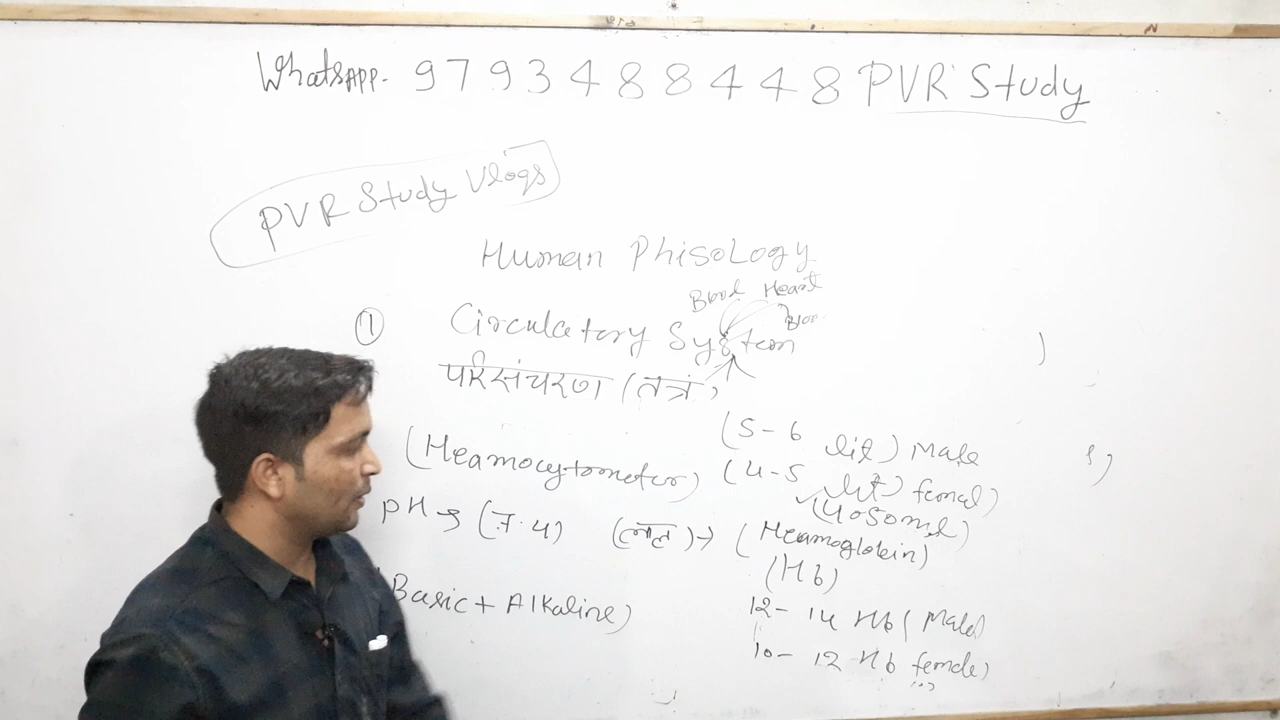 WhatsAPP- 9793488448 PVR Study
PVR Study Vlogs
Human PhisoLogy
Blood Heart
Bloo
① Circulatory System
परिसंचरण (तत्रं)
(Heamocytometer)
(5-6 lit) Male
(4-5 lit) femal)
pH → (7.4) (लाल) → (Heamoglobin)
(Hb)
Basic + Alkaline)
12 - 14 Hb (Male)
10 - 12 Hb female)